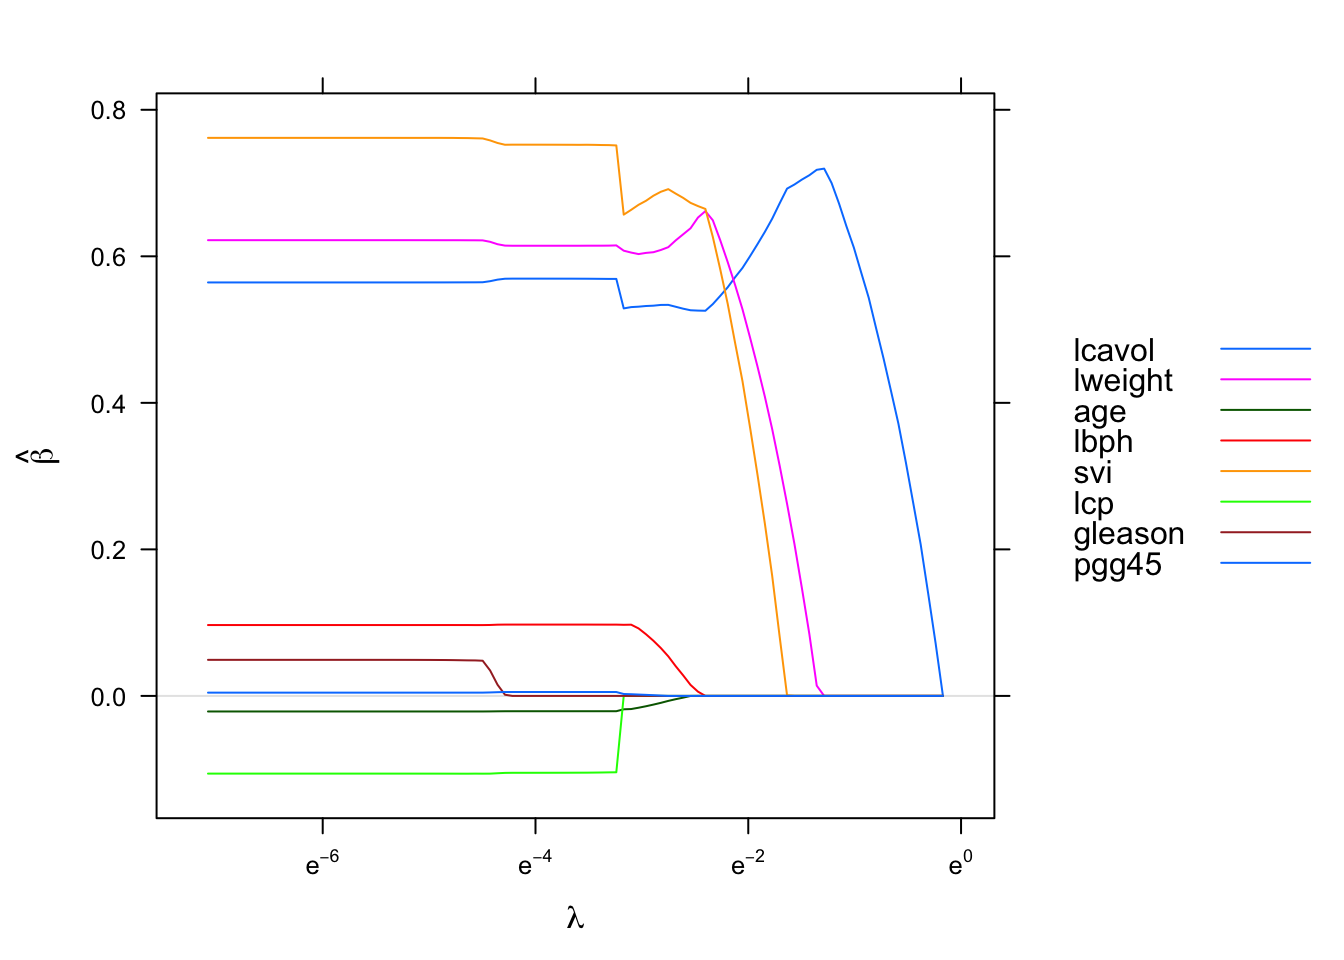 0.8
0.6
0.4
0.2
0.0
β̂
e⁻⁶ e⁻⁴ e⁻² e⁰
λ
lcavol
lweight
age
lbph
svi
lcp
gleason
pgg45